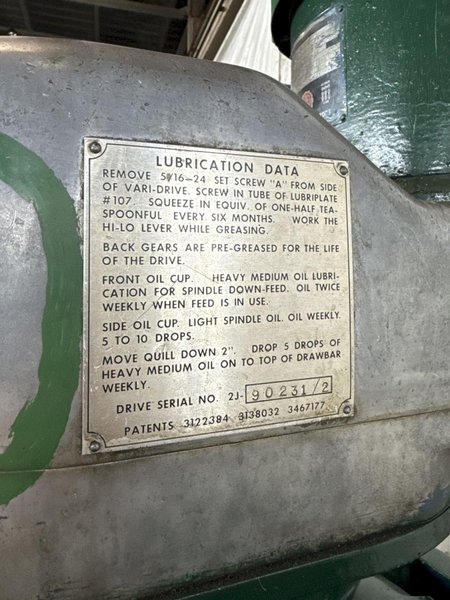 LUBRICATION DATA
REMOVE 5/16-24 SET SCREW "A" FROM SIDE
OF VARI-DRIVE. SCREW IN TUBE OF LUBRIPLATE
#107. SQUEEZE IN EQUIV. OF ONE-HALF TEA-
SPOONFUL EVERY SIX MONTHS. WORK THE
HI-LO LEVER WHILE GREASING.
BACK GEARS ARE PRE-GREASED FOR THE LIFE
OF THE DRIVE.
FRONT OIL CUP. HEAVY MEDIUM OIL LUBRI-
CATION FOR SPINDLE DOWN-FEED. OIL TWICE
WEEKLY WHEN FEED IS IN USE.
SIDE OIL CUP. LIGHT SPINDLE OIL. OIL WEEKLY.
5 TO 10 DROPS.
MOVE QUILL DOWN 2". DROP 5 DROPS OF
HEAVY MEDIUM OIL ON TO TOP OF DRAWBAR
WEEKLY.
DRIVE SERIAL NO. 2J-90231/2
PATENTS 3122384 3138032 3467177